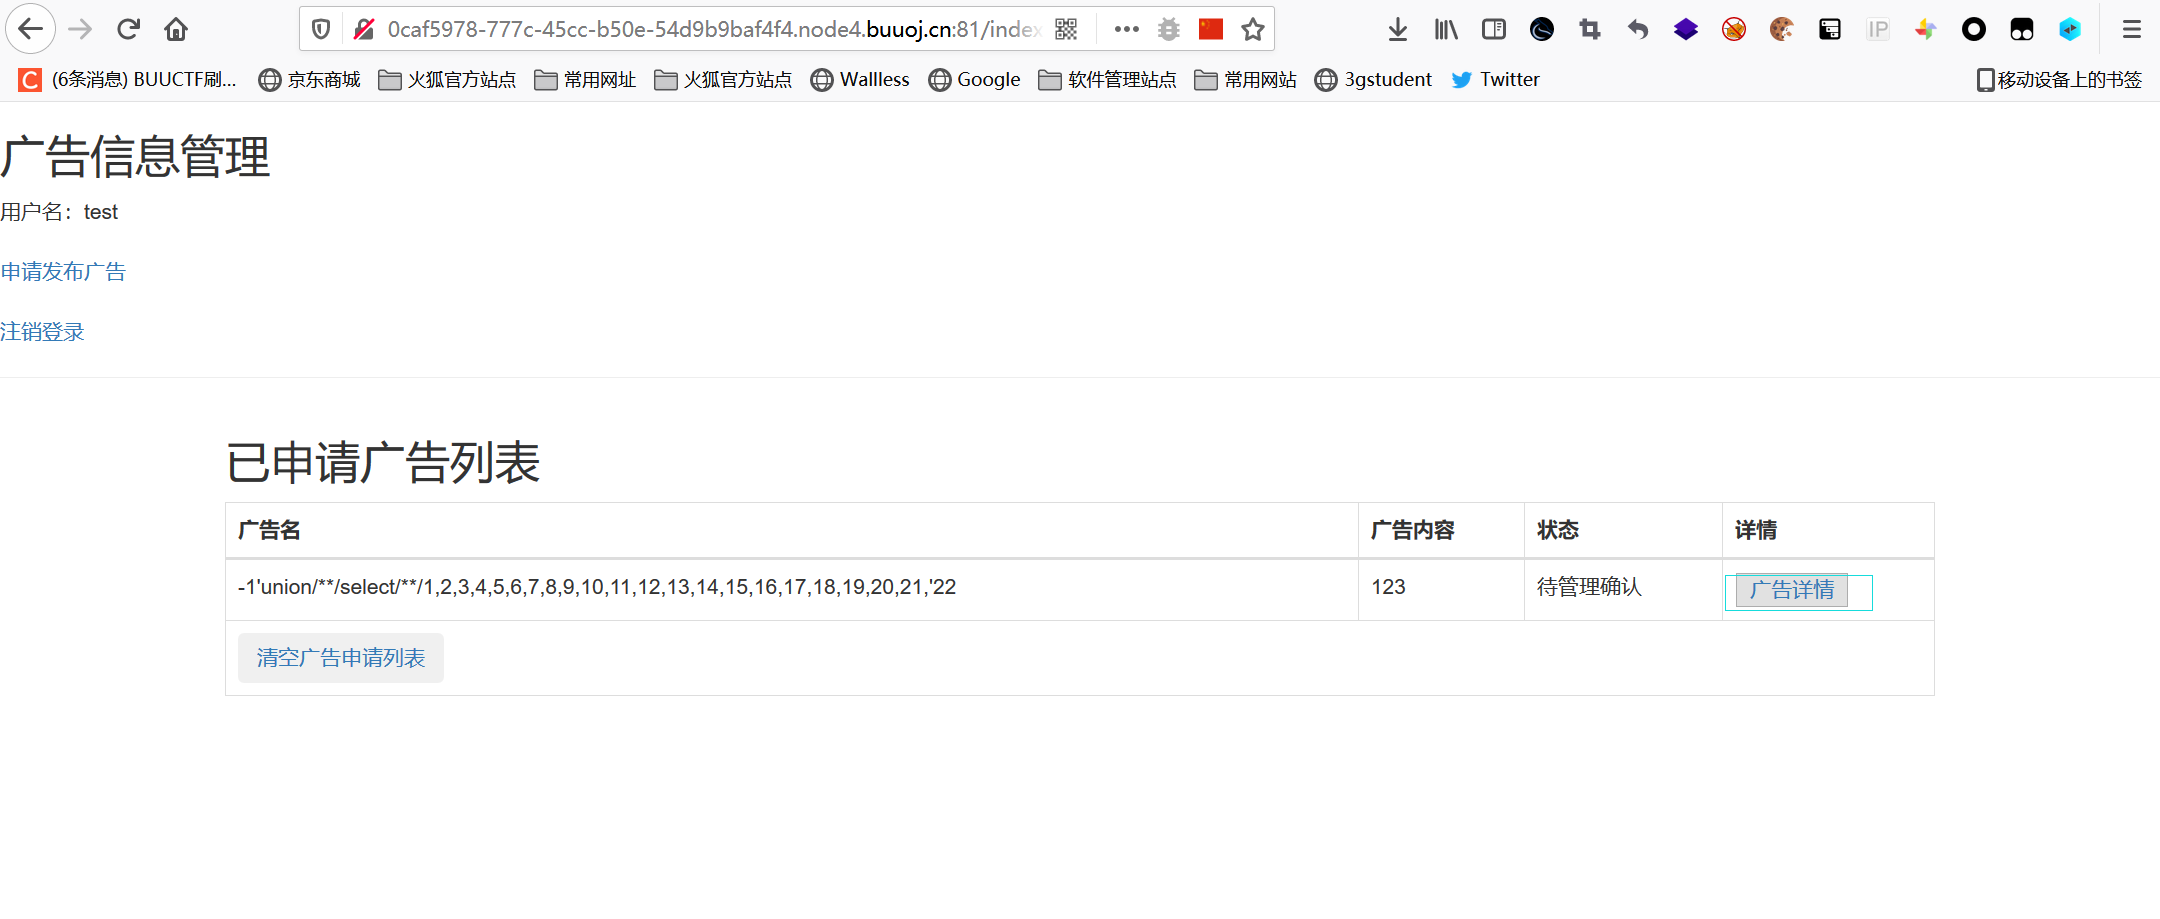 0caf5978-777c-45cc-b50e-54d9b9baf4f4.node4.buuoj.cn:81/index
IP
C (6条消息) BUUCTF刷... 京东商城 火狐官方站点 常用网址 火狐官方站点 Wallless Google 软件管理站点 常用网站 3gstudent Twitter 移动设备上的书签
广告信息管理
用户名：test
申请发布广告
注销登录
已申请广告列表
广告名 广告内容 状态 详情
-1'union/**/select/**/1,2,3,4,5,6,7,8,9,10,11,12,13,14,15,16,17,18,19,20,21,'22 123 待管理确认 广告详情
清空广告申请列表